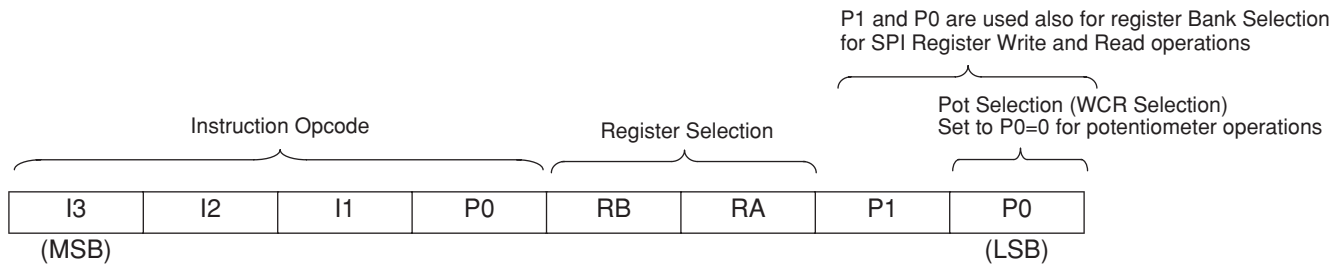 P1 and P0 are used also for register Bank Selection
for SPI Register Write and Read operations
Pot Selection (WCR Selection)
Set to P0=0 for potentiometer operations
Instruction Opcode
Register Selection
I3 I2 I1 P0 RB RA P1 P0
(MSB) (LSB)